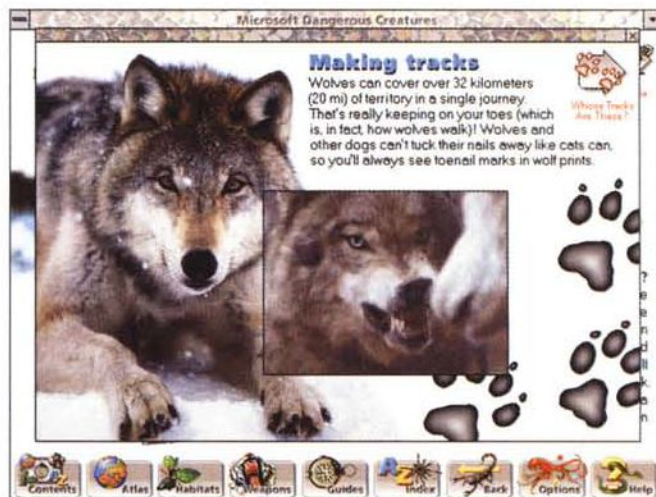 Microsoft Dangerous Creatures
Making tracks
Wolves can cover over 32 kilometers
(20 mi) of territory in a single journey.
That's really keeping on your toes (which
is, in fact, how wolves walk)! Wolves and
other dogs can't tuck their nails away like cats can,
so you'll always see toenail marks in wolf prints.
Whose Tracks
Are These?
?
e
e
n
d
k
n
Contents
Atlas
Habitats
Weapons
Guides
AZ
Index
Back
Options
Help